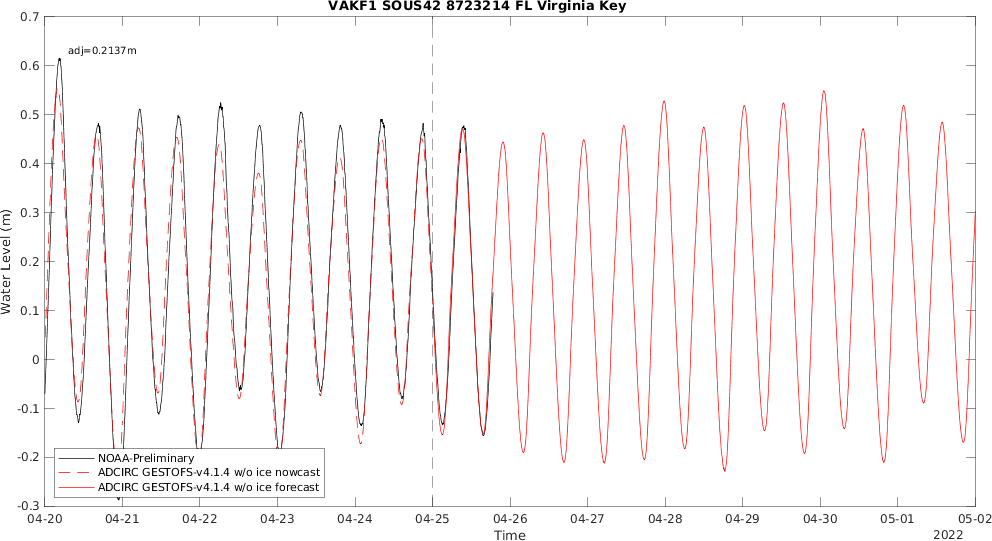 VAKF1 SOUS42 8723214 FL Virginia Key
adj=0.2137m
0.7
0.6
0.5
0.4
0.3
0.2
0.1
0
-0.1
-0.2
-0.3
Water Level (m)
NOAA-Preliminary
ADCIRC GESTOFS-v4.1.4 w/o ice nowcast
ADCIRC GESTOFS-v4.1.4 w/o ice forecast
04-20 04-21 04-22 04-23 04-24 04-25 04-26 04-27 04-28 04-29 04-30 05-01 05-02
Time
2022